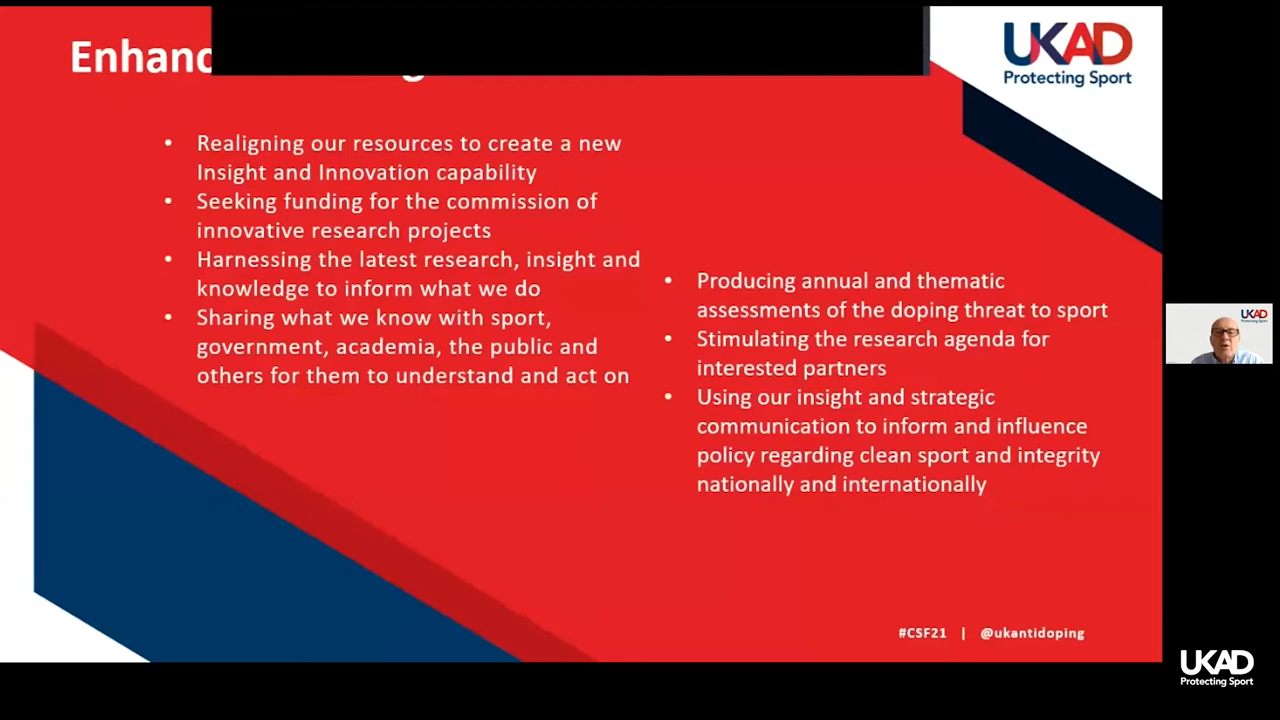 Enhanc
UKAD
Protecting Sport
• Realigning our resources to create a new
Insight and Innovation capability
• Seeking funding for the commission of
innovative research projects
• Harnessing the latest research, insight and
knowledge to inform what we do
• Sharing what we know with sport,
government, academia, the public and
others for them to understand and act on
• Producing annual and thematic
assessments of the doping threat to sport
• Stimulating the research agenda for
interested partners
• Using our insight and strategic
communication to inform and influence
policy regarding clean sport and integrity
nationally and internationally
UKAD
Protecting Sport
#CSF21 | @ukantidoping
UKAD
Protecting Sport